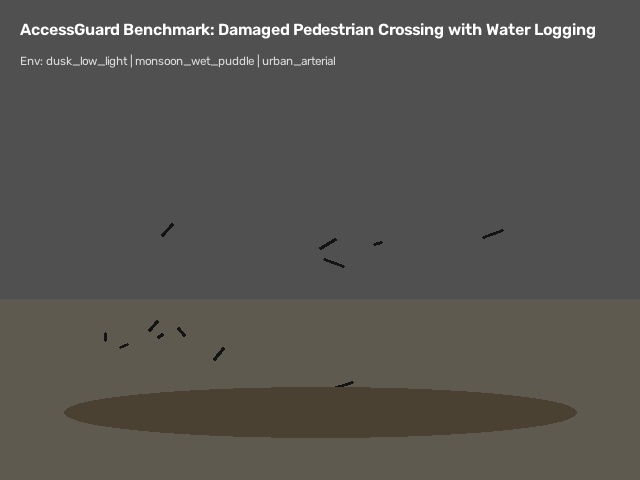 AccessGuard Benchmark: Damaged Pedestrian Crossing with Water Logging
Env: dusk_low_light | monsoon_wet_puddle | urban_arterial